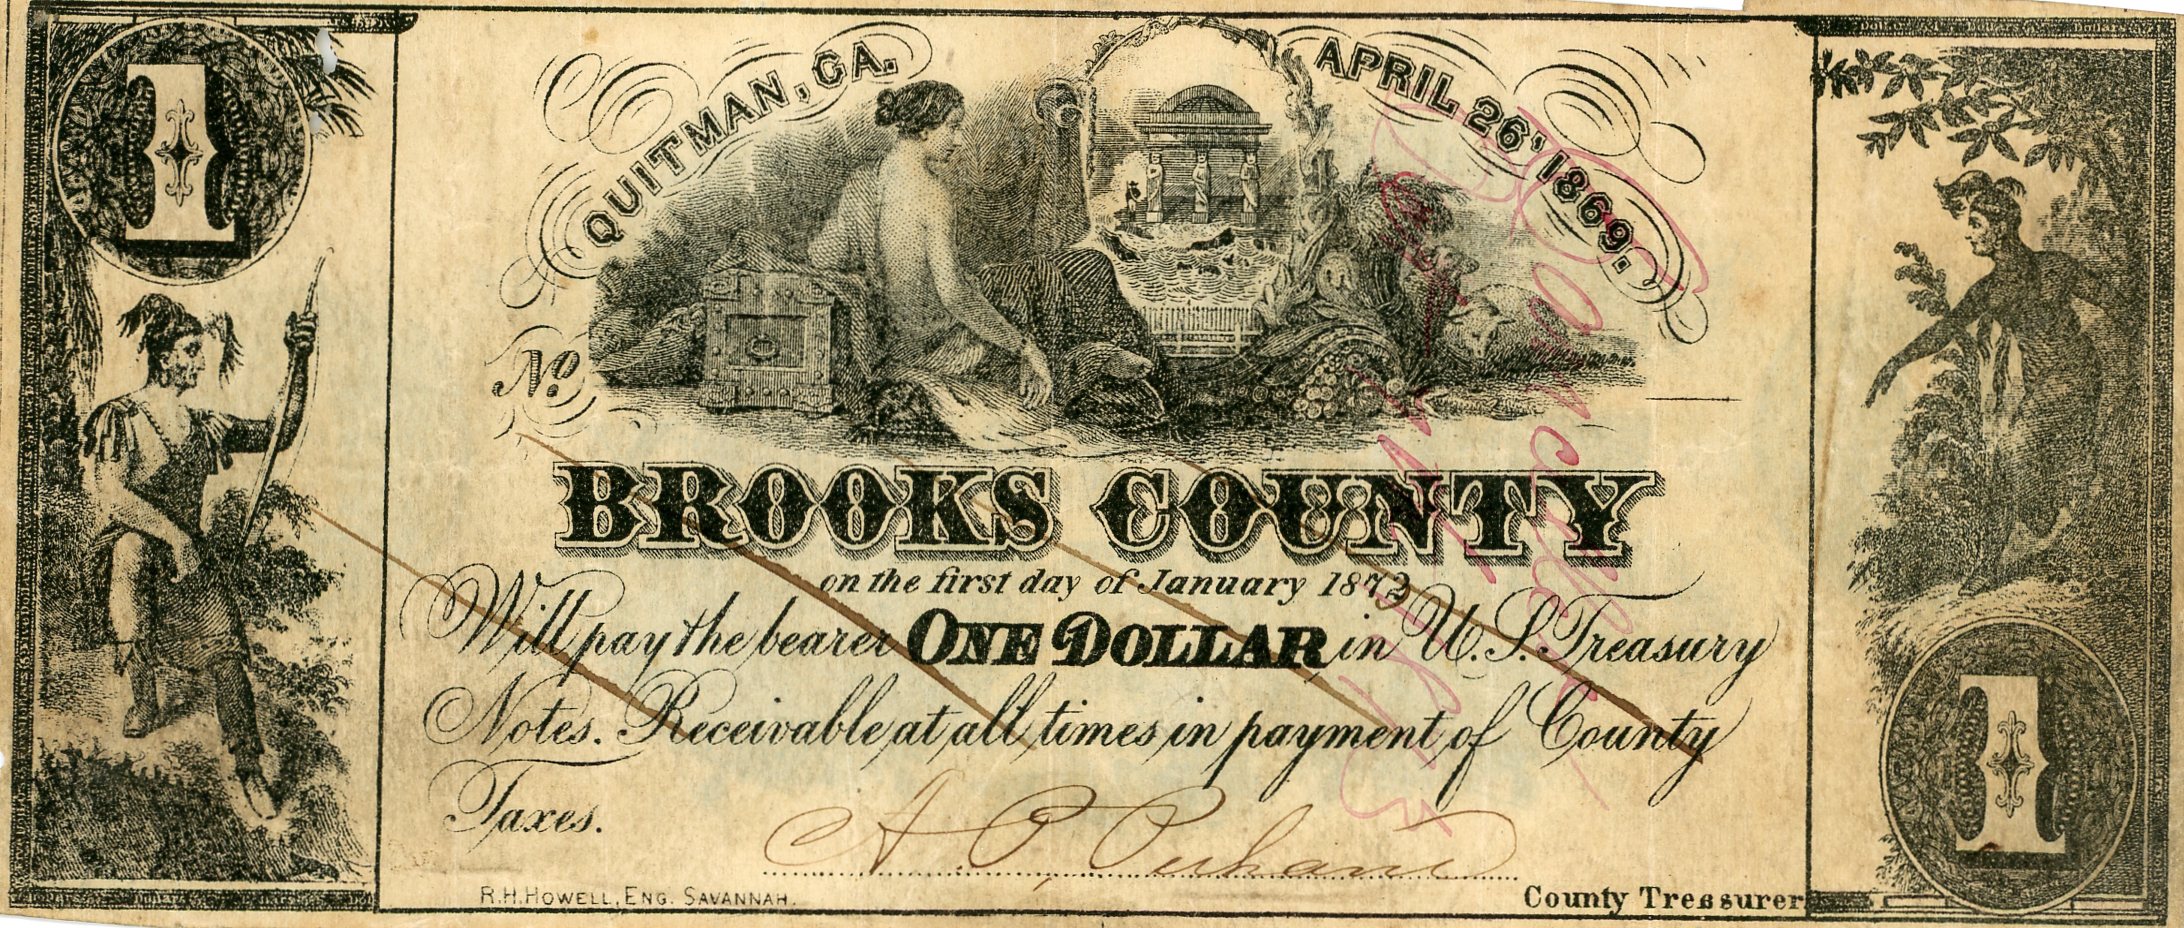 QUITMAN, GA. APRIL 26, 1869.
1
No.
BROOKS COUNTY
on the first day of January 1872
Will pay the bearer ONE DOLLAR, in U. S. Treasury
Notes. Receivable at all times in payment of County
Taxes.
R.H. HOWELL, ENG. SAVANNAH.
County Treasurer
1